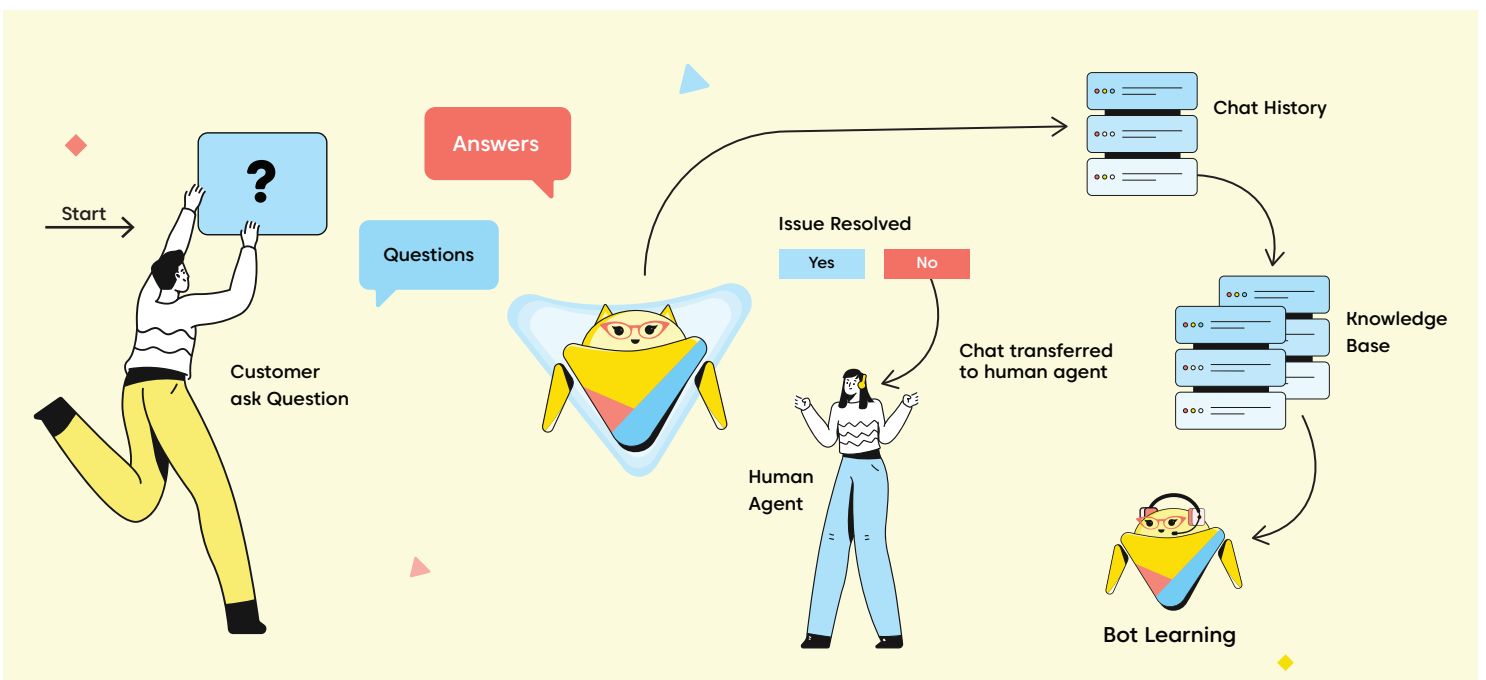 Start
?
Customer
ask Question
Answers
Questions
Issue Resolved
Yes
No
Chat transferred
to human agent
Human
Agent
Chat History
Knowledge
Base
Bot Learning